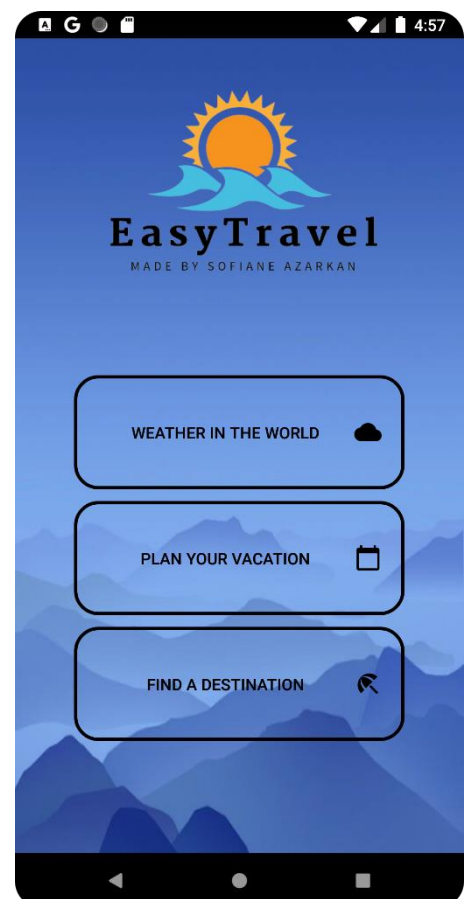 4:57
EasyTravel
MADE BY SOFIANE AZARKAN
WEATHER IN THE WORLD
PLAN YOUR VACATION
FIND A DESTINATION